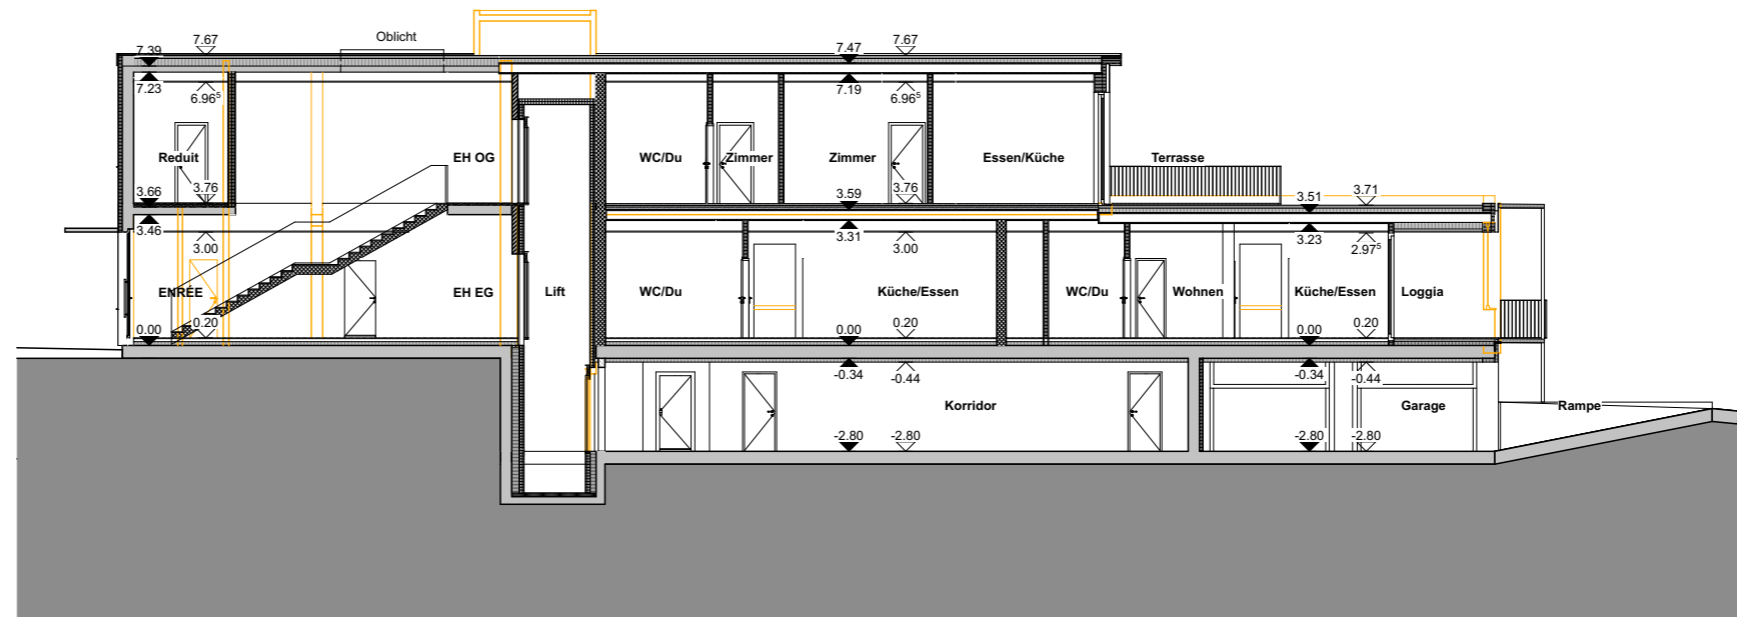 Oblicht
7.39
7.67
7.47
7.67
7.23
6.96⁵
7.19
6.96⁵
Reduit
EH OG
WC/Du
Zimmer
Zimmer
Essen/Küche
Terrasse
3.66
3.76
3.59
3.76
3.51
3.71
3.46
3.00
3.31
3.00
3.23
2.97⁵
ENRÉE
EH EG
Lift
WC/Du
Küche/Essen
WC/Du
Wohnen
Küche/Essen
Loggia
0.00
0.20
0.00
0.20
0.00
0.20
-0.34
-0.44
-0.34
-0.44
Korridor
Garage
Rampe
-2.80
-2.80
-2.80
-2.80